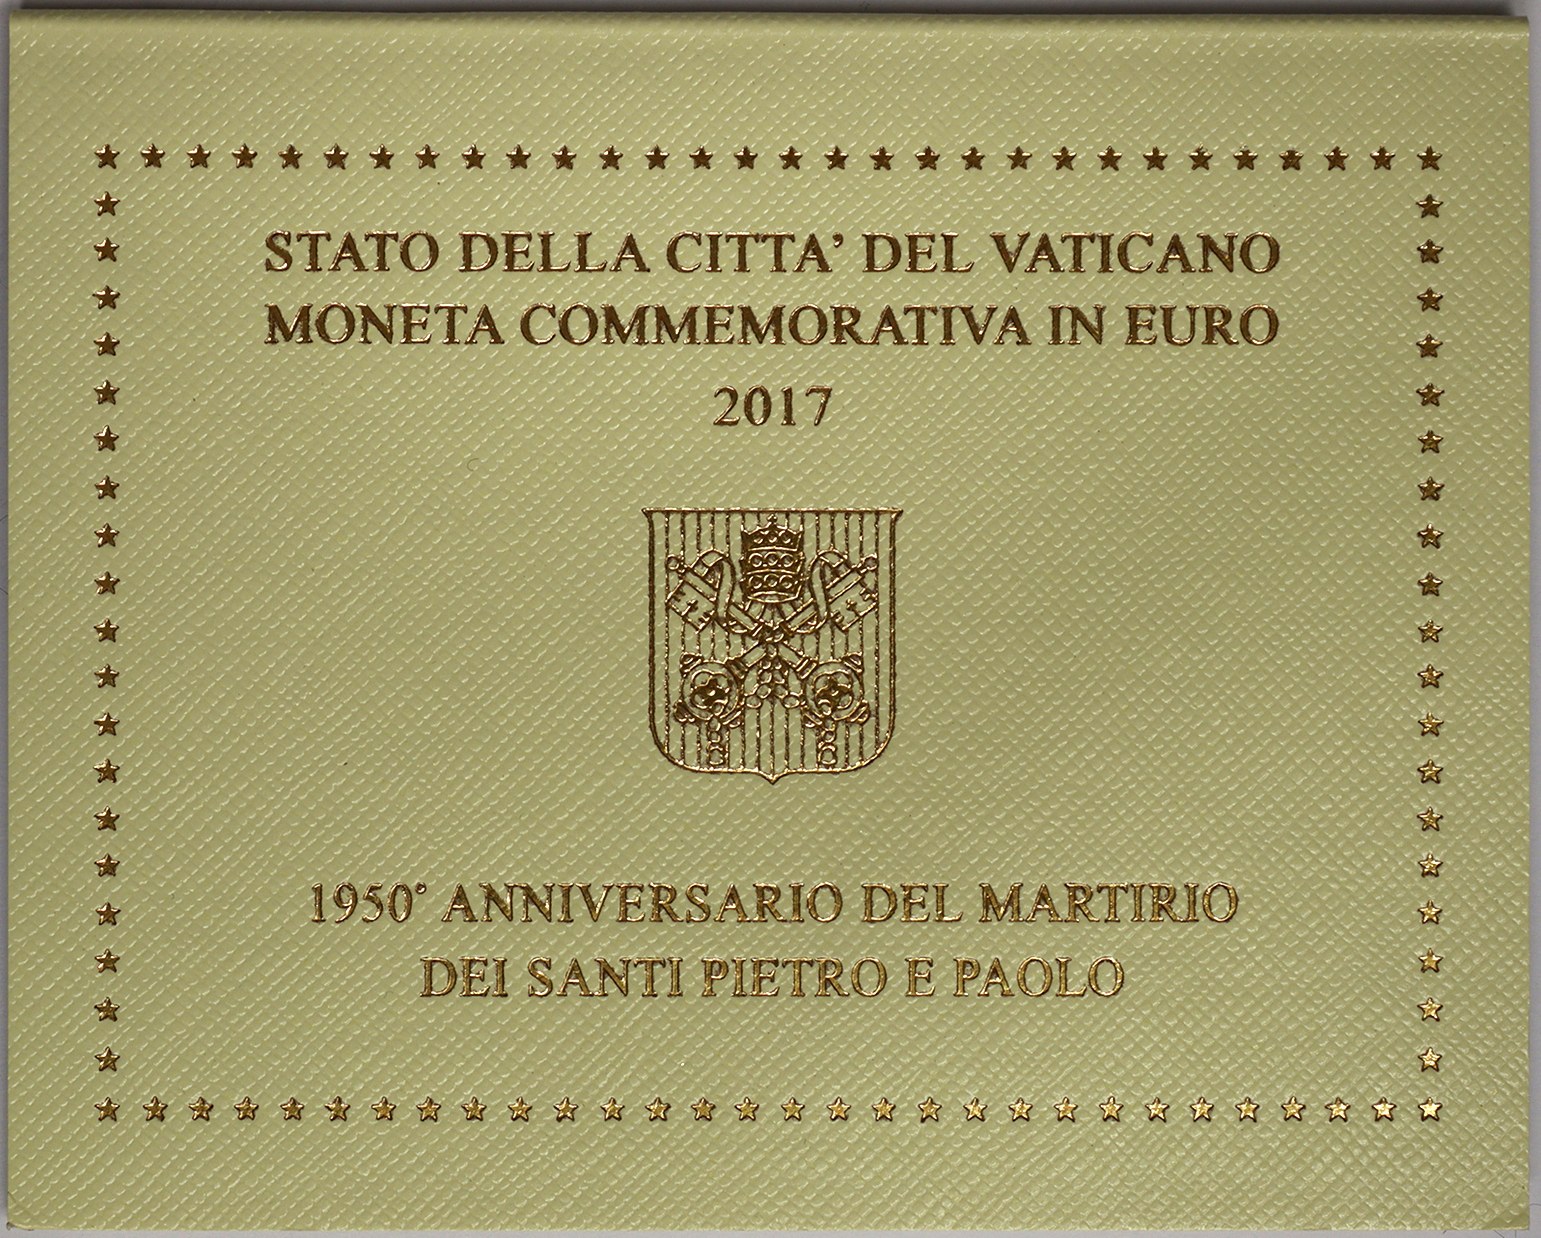 STATO DELLA CITTA' DEL VATICANO
MONETA COMMEMORATIVA IN EURO
2017
1950° ANNIVERSARIO DEL MARTIRIO
DEI SANTI PIETRO E PAOLO